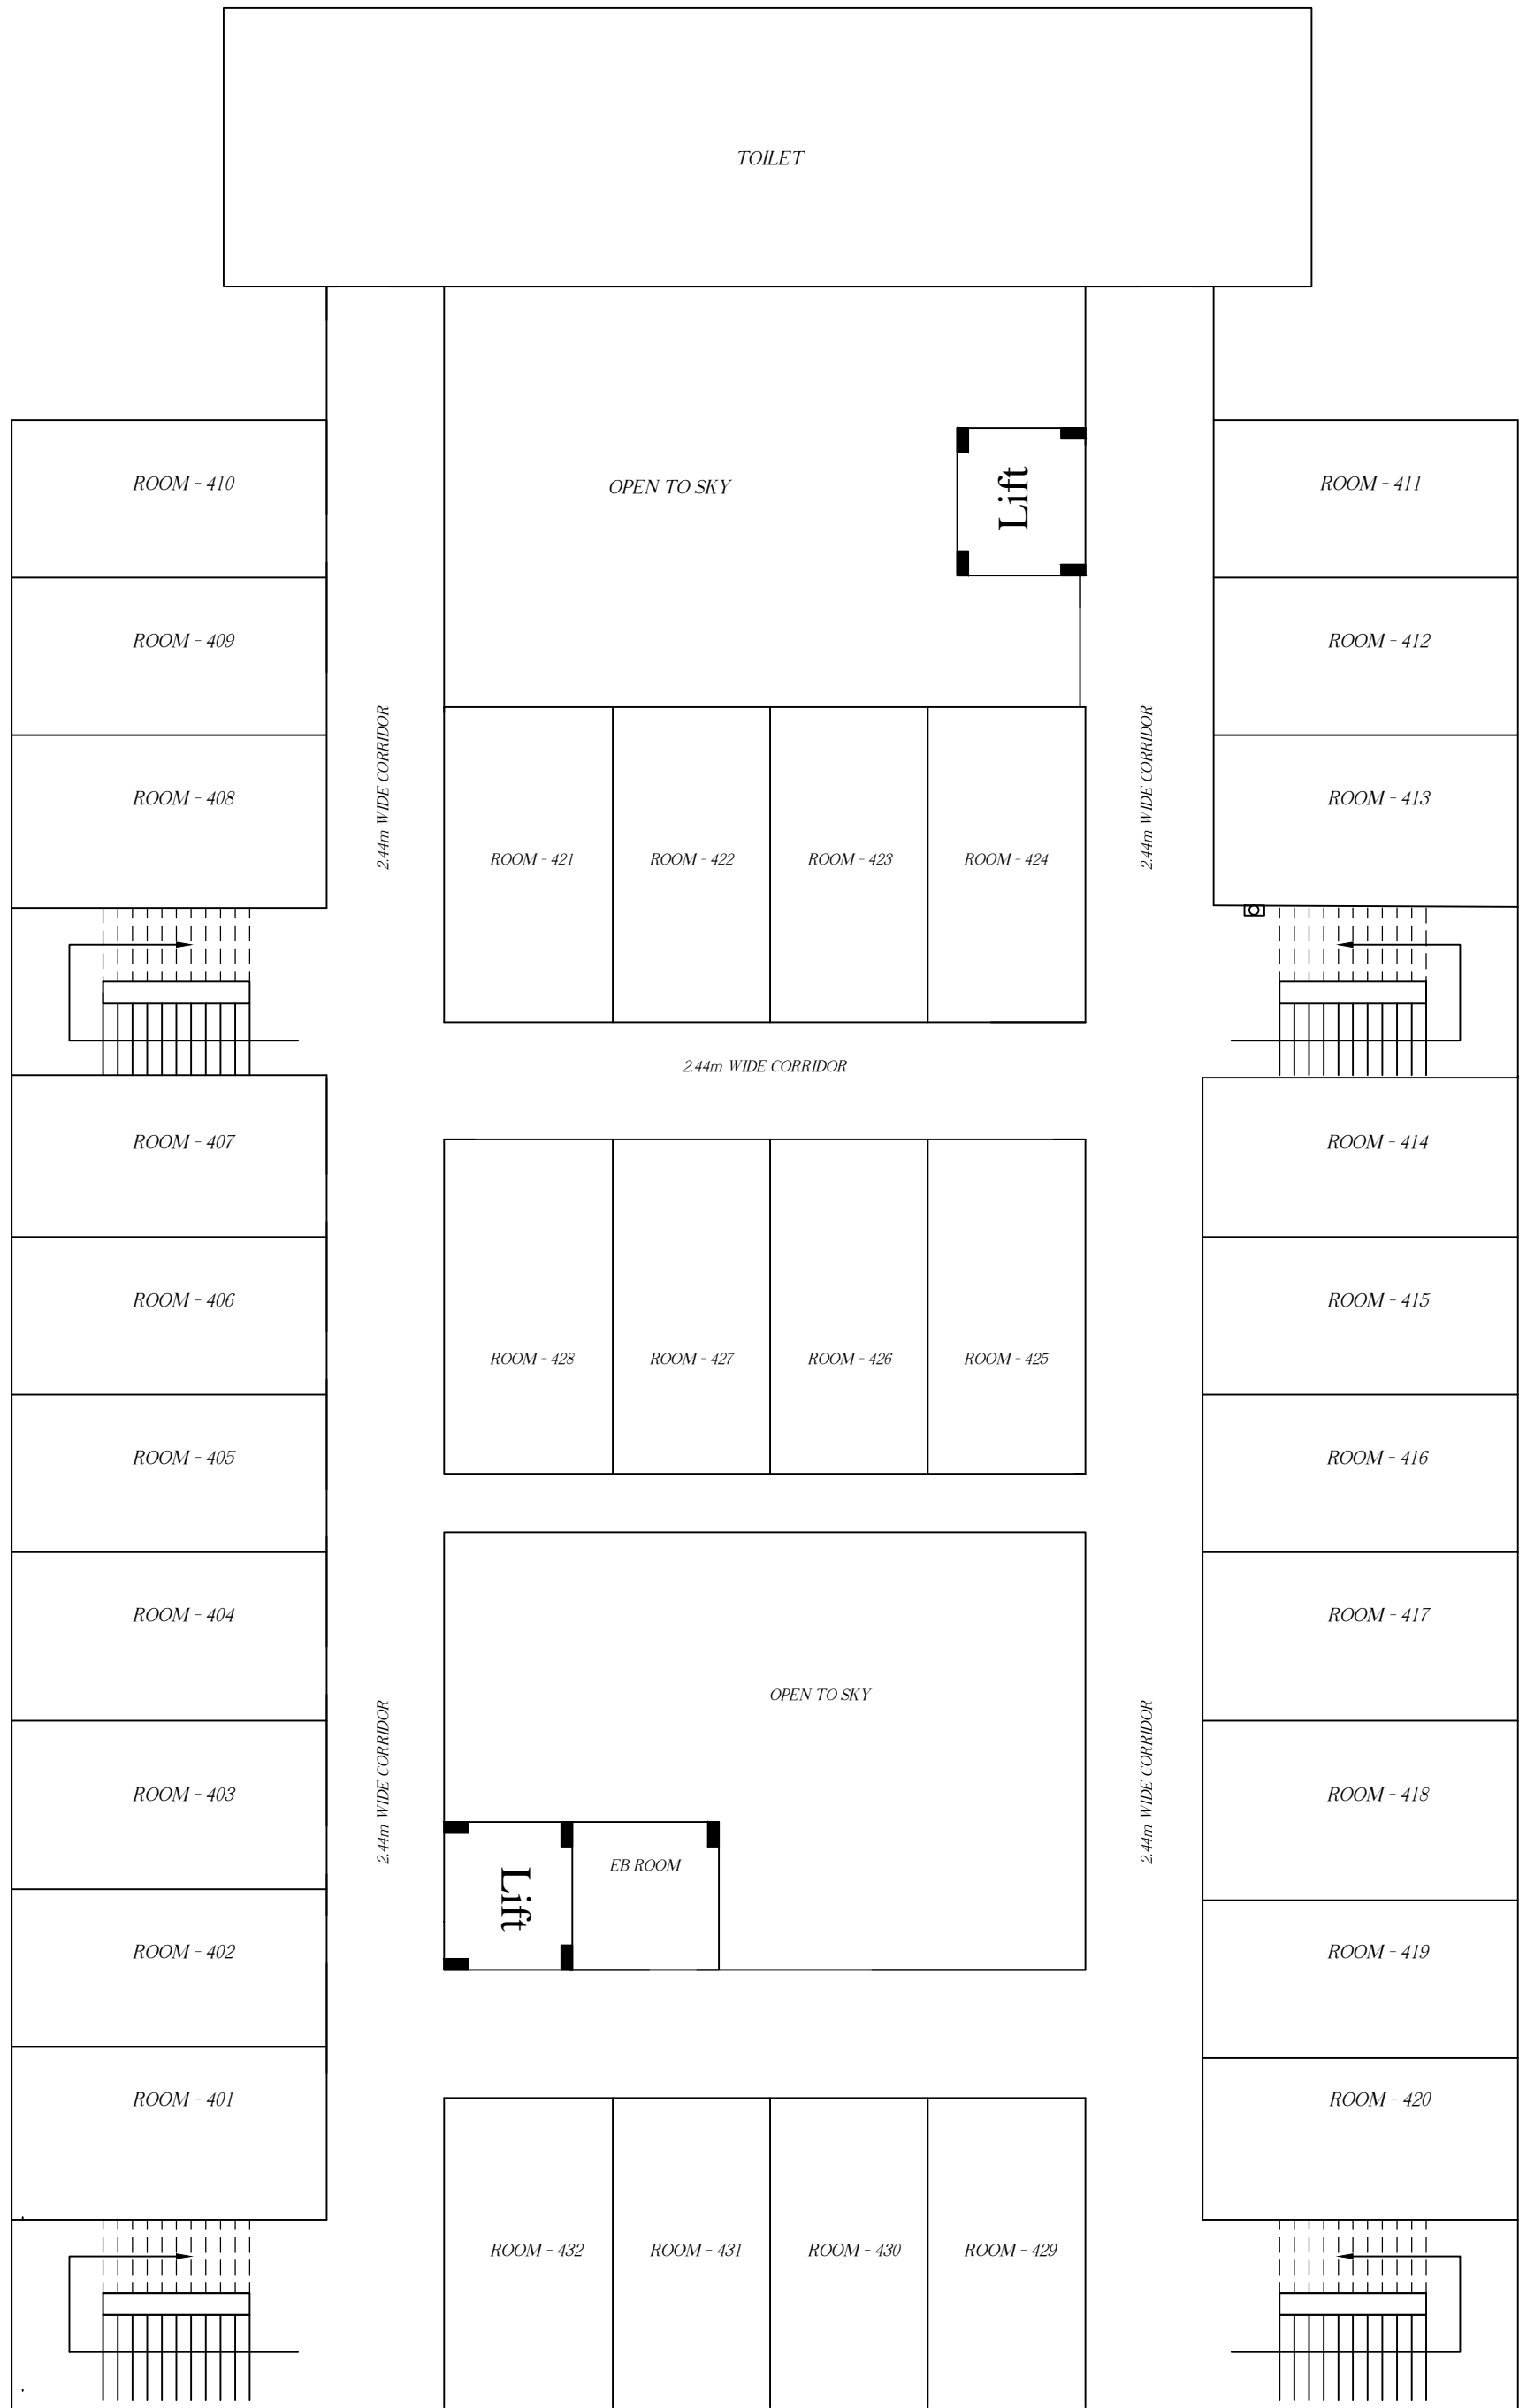 TOILET
ROOM - 410
OPEN TO SKY
Lift
ROOM - 411
ROOM - 409
ROOM - 412
2.44m WIDE CORRIDOR
2.44m WIDE CORRIDOR
ROOM - 408
ROOM - 413
ROOM - 421
ROOM - 422
ROOM - 423
ROOM - 424
2.44m WIDE CORRIDOR
ROOM - 407
ROOM - 414
ROOM - 406
ROOM - 415
ROOM - 428
ROOM - 427
ROOM - 426
ROOM - 425
ROOM - 405
ROOM - 416
ROOM - 404
ROOM - 417
OPEN TO SKY
2.44m WIDE CORRIDOR
2.44m WIDE CORRIDOR
ROOM - 403
ROOM - 418
EB ROOM
Lift
ROOM - 402
ROOM - 419
ROOM - 401
ROOM - 420
ROOM - 432
ROOM - 431
ROOM - 430
ROOM - 429